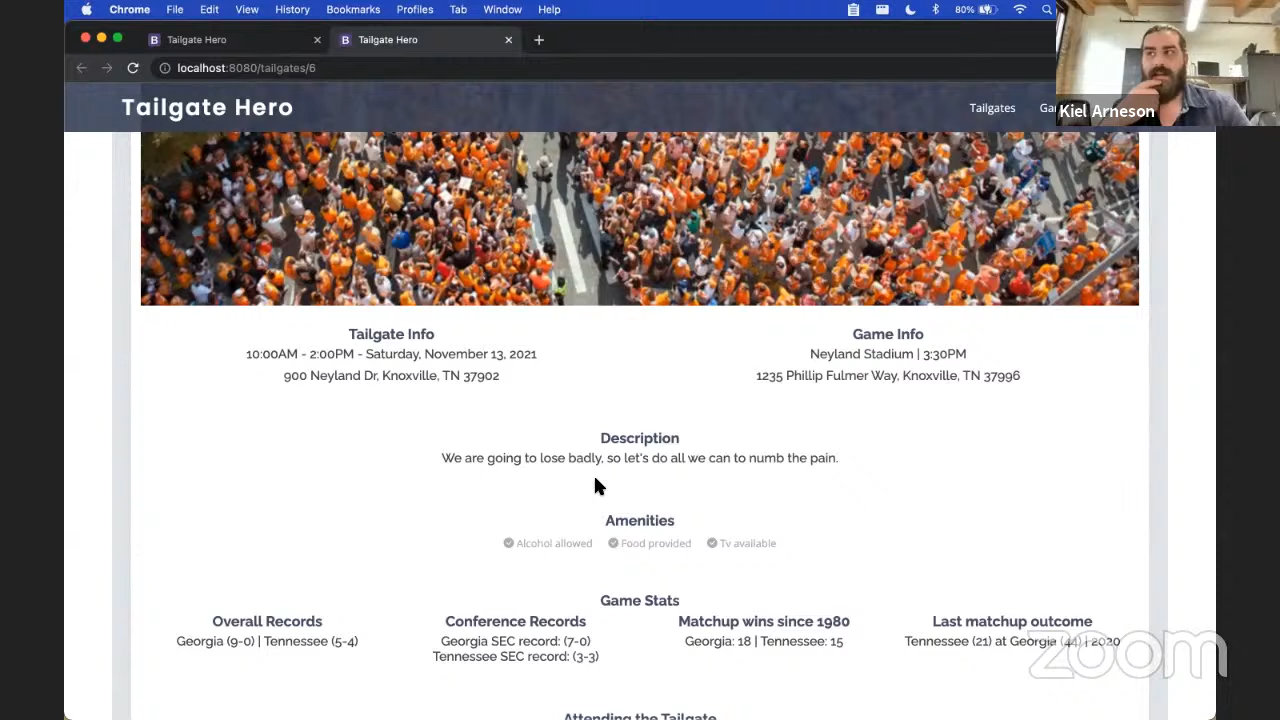 Chrome File Edit View History Bookmarks Profiles Tab Window Help 80%
B Tailgate Hero B Tailgate Hero
localhost:8080/tailgates/6
Tailgate Hero Tailgates
Kiel Arneson
Tailgate Info Game Info
10:00AM - 2:00PM - Saturday, November 13, 2021 Neyland Stadium | 3:30PM
900 Neyland Dr, Knoxville, TN 37902 1235 Phillip Fulmer Way, Knoxville, TN 37996
Description
We are going to lose badly, so let's do all we can to numb the pain.
Amenities
Alcohol allowed Food provided Tv available
Game Stats
Overall Records Conference Records Matchup wins since 1980 Last matchup outcome
Georgia (9-0) | Tennessee (5-4) Georgia SEC record: (7-0) Georgia: 18 | Tennessee: 15 Tennessee (21) at Georgia (44) | 2020
Tennessee SEC record: (3-3)
zoom
Attending the Tailgate